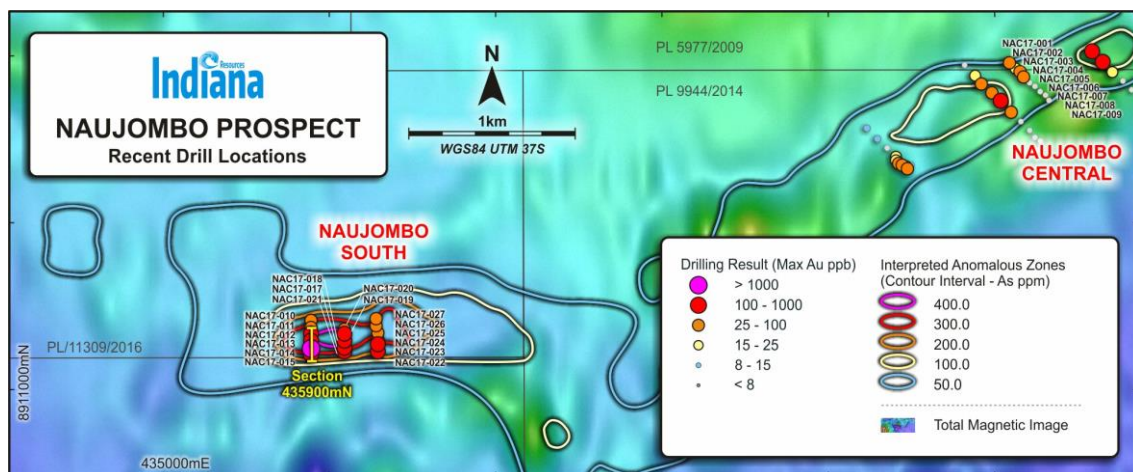 Indiana
Resources
NAUJOMBO PROSPECT
Recent Drill Locations
N
1km
WGS84 UTM 37S
PL 5977/2009
PL 9944/2014
NAC17-001
NAC17-002
NAC17-003
NAC17-004
NAC17-005
NAC17-006
NAC17-007
NAC17-008
NAC17-009
NAUJOMBO
CENTRAL
NAUJOMBO
SOUTH
NAC17-018
NAC17-017
NAC17-021
NAC17-020
NAC17-019
NAC17-010
NAC17-011
NAC17-012
NAC17-013
NAC17-014
NAC17-015
NAC17-027
NAC17-026
NAC17-025
NAC17-024
NAC17-023
NAC17-022
PL/11309/2016
Section
435900mN
8911000mN
435000mE
Drilling Result (Max Au ppb)
> 1000
100 - 1000
25 - 100
15 - 25
8 - 15
< 8
Interpreted Anomalous Zones
(Contour Interval - As ppm)
400.0
300.0
200.0
100.0
50.0
Total Magnetic Image